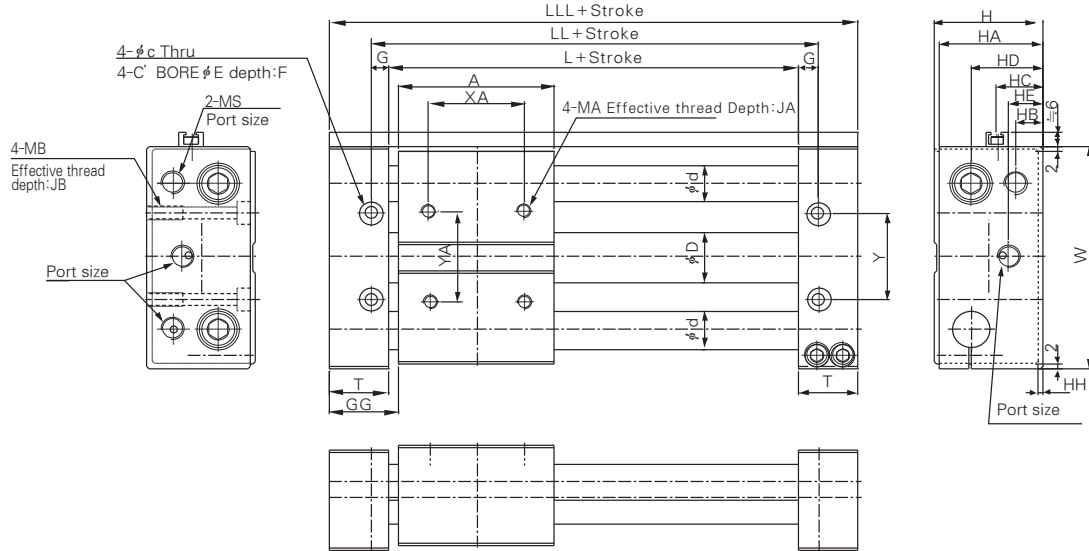 LLL+Stroke
LL+Stroke
L+Stroke
G
G
A
XA
4-ϕc Thru
4-C' BORE ϕE depth:F
2-MS
Port size
4-MA Effective thread Depth:JA
4-MB
Effective thread
depth:JB
Port size
YA
ϕd
ϕD
ϕd
Y
T
GG
T
H
HA
HD
HC
HE
HB
≒6
2
W
2
HH
Port size